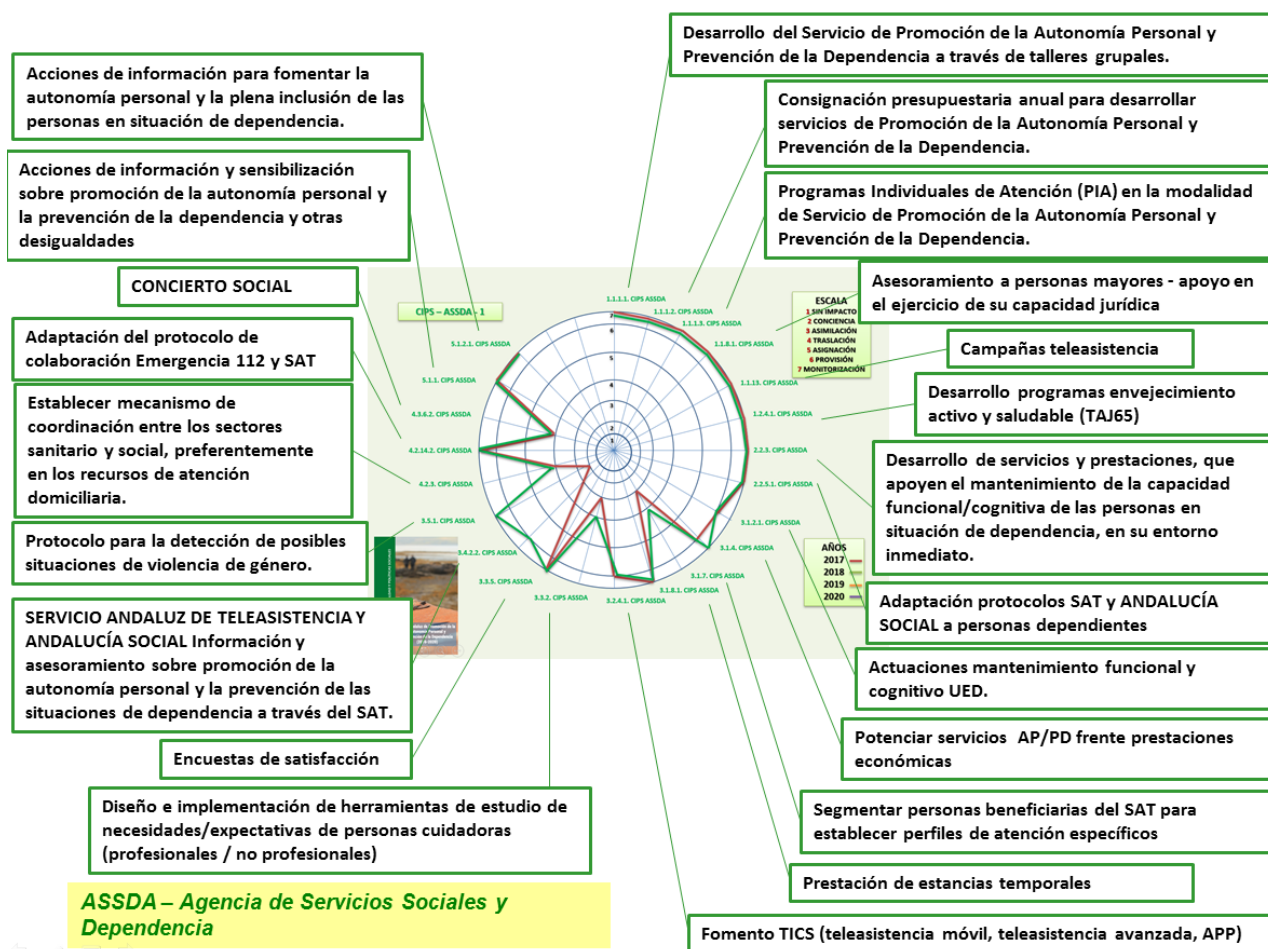 Desarrollo del Servicio de Promoción de la Autonomía Personal y
Prevención de la Dependencia a través de talleres grupales.
Acciones de información para fomentar la
autonomía personal y la plena inclusión de las
personas en situación de dependencia.
Consignación presupuestaria anual para desarrollar
servicios de Promoción de la Autonomía Personal y
Prevención de la Dependencia.
Acciones de información y sensibilización
sobre promoción de la autonomía personal y
la prevención de la dependencia y otras
desigualdades
Programas Individuales de Atención (PIA) en la modalidad
de Servicio de Promoción de la Autonomía Personal y
Prevención de la Dependencia.
CONCIERTO SOCIAL
Asesoramiento a personas mayores - apoyo en
el ejercicio de su capacidad jurídica
Adaptación del protocolo de
colaboración Emergencia 112 y SAT
Campañas teleasistencia
Establecer mecanismo de
coordinación entre los sectores
sanitario y social, preferentemente
en los recursos de atención
domiciliaria.
Desarrollo programas envejecimiento
activo y saludable (TAJ65)
Desarrollo de servicios y prestaciones, que
apoyen el mantenimiento de la capacidad
funcional/cognitiva de las personas en
situación de dependencia, en su entorno
inmediato.
Protocolo para la detección de posibles
situaciones de violencia de género.
Adaptación protocolos SAT y ANDALUCÍA
SOCIAL a personas dependientes
SERVICIO ANDALUZ DE TELEASISTENCIA Y
ANDALUCÍA SOCIAL Información y
asesoramiento sobre promoción de la
autonomía personal y la prevención de las
situaciones de dependencia a través del SAT.
Actuaciones mantenimiento funcional y
cognitivo UED.
Potenciar servicios AP/PD frente prestaciones
económicas
Encuestas de satisfacción
Segmentar personas beneficiarias del SAT para
establecer perfiles de atención específicos
Diseño e implementación de herramientas de estudio de
necesidades/expectativas de personas cuidadoras
(profesionales / no profesionales)
Prestación de estancias temporales
ASSDA – Agencia de Servicios Sociales y
Dependencia
Fomento TICS (teleasistencia móvil, teleasistencia avanzada, APP)
CIPS – ASSDA - 1
ESCALA
1 SIN IMPACTO
2 CONCIENCIA
3 ASIMILACIÓN
4 TRASLACIÓN
5 ASIGNACIÓN
6 PROVISIÓN
7 MONITORIZACIÓN
AÑOS
2017
2018
2019
2020
1.1.1.1. CIPS ASSDA
1.1.1.2. CIPS ASSDA
1.1.1.3. CIPS ASSDA
1.1.8.1. CIPS ASSDA
1.1.13. CIPS ASSDA
1.2.4.1. CIPS ASSDA
2.2.3. CIPS ASSDA
2.2.5.1. CIPS ASSDA
3.1.2.1. CIPS ASSDA
3.1.4. CIPS ASSDA
3.1.7. CIPS ASSDA
3.1.8.1. CIPS ASSDA
3.2.4.1. CIPS ASSDA
3.3.2. CIPS ASSDA
3.3.5. CIPS ASSDA
3.4.2.2. CIPS ASSDA
3.5.1. CIPS ASSDA
4.2.3. CIPS ASSDA
4.2.14.2. CIPS ASSDA
4.3.6.2. CIPS ASSDA
5.1.1. CIPS ASSDA
5.1.2.1. CIPS ASSDA
7
6
5
4
3
2
1